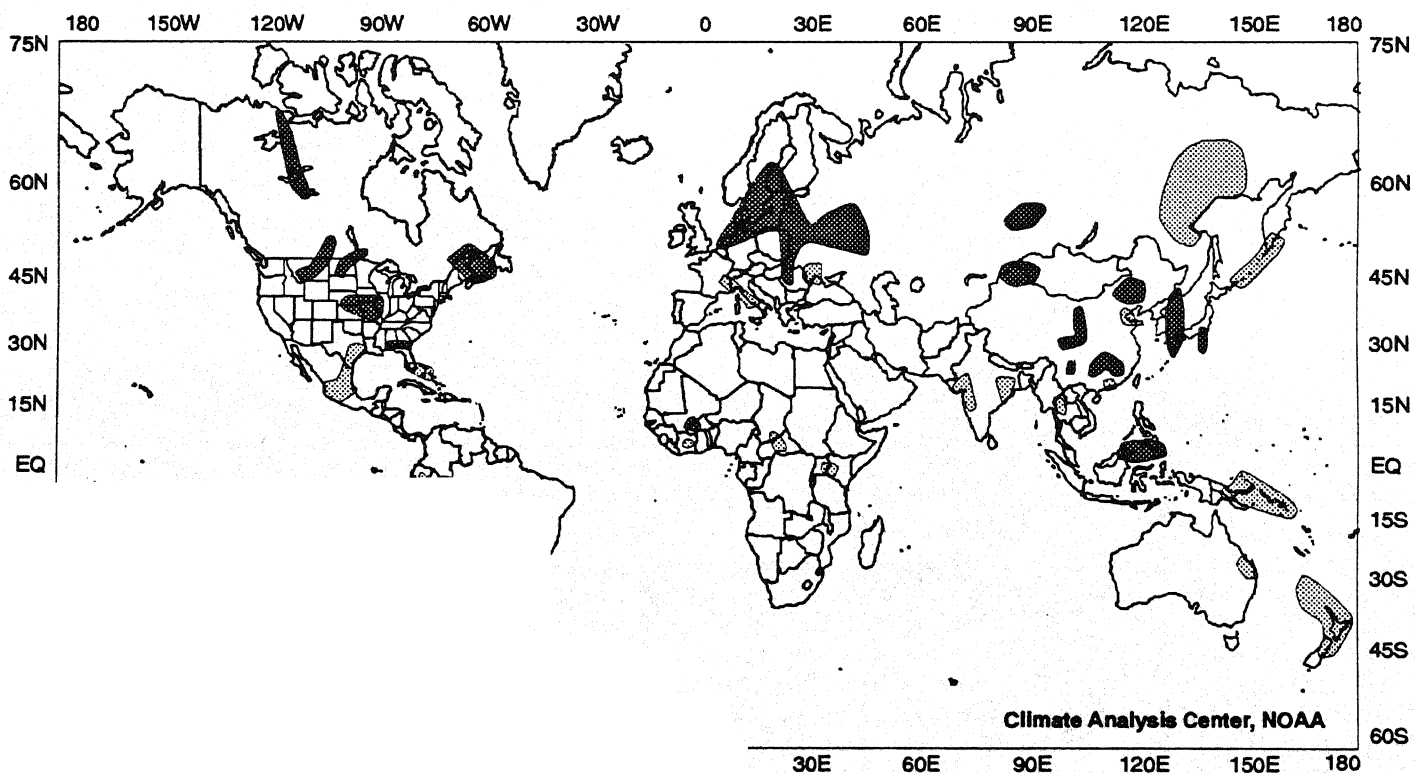 180 150W 120W 90W 60W 30W 0 30E 60E 90E 120E 150E 180
75N 75N
60N 60N
45N 45N
30N 30N
15N 15N
EQ EQ
15S
30S
45S
Climate Analysis Center, NOAA
60S
30E 60E 90E 120E 150E 180